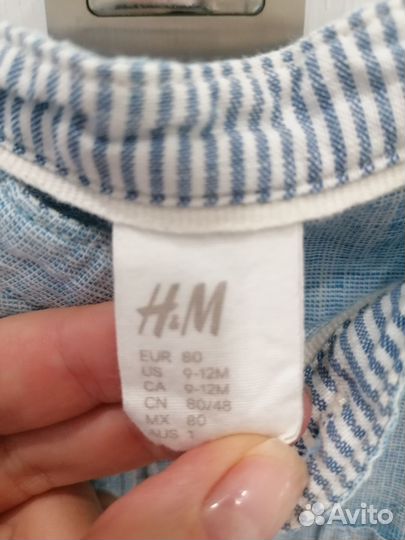 H&M
EUR 80
US 9-12M
CA 9-12M
CN 80/48
MX 80
AUS 1
Avito